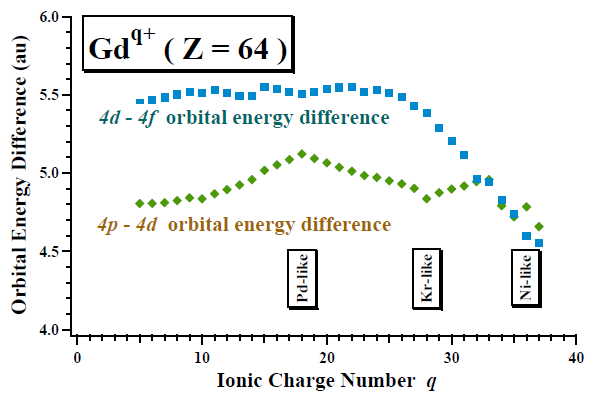 6.0
5.5
5.0
4.5
4.0
Orbital Energy Difference (au)
Gd^q+ ( Z = 64 )
4d - 4f orbital energy difference
4p - 4d orbital energy difference
Pd-like
Kr-like
Ni-like
0 10 20 30 40
Ionic Charge Number q